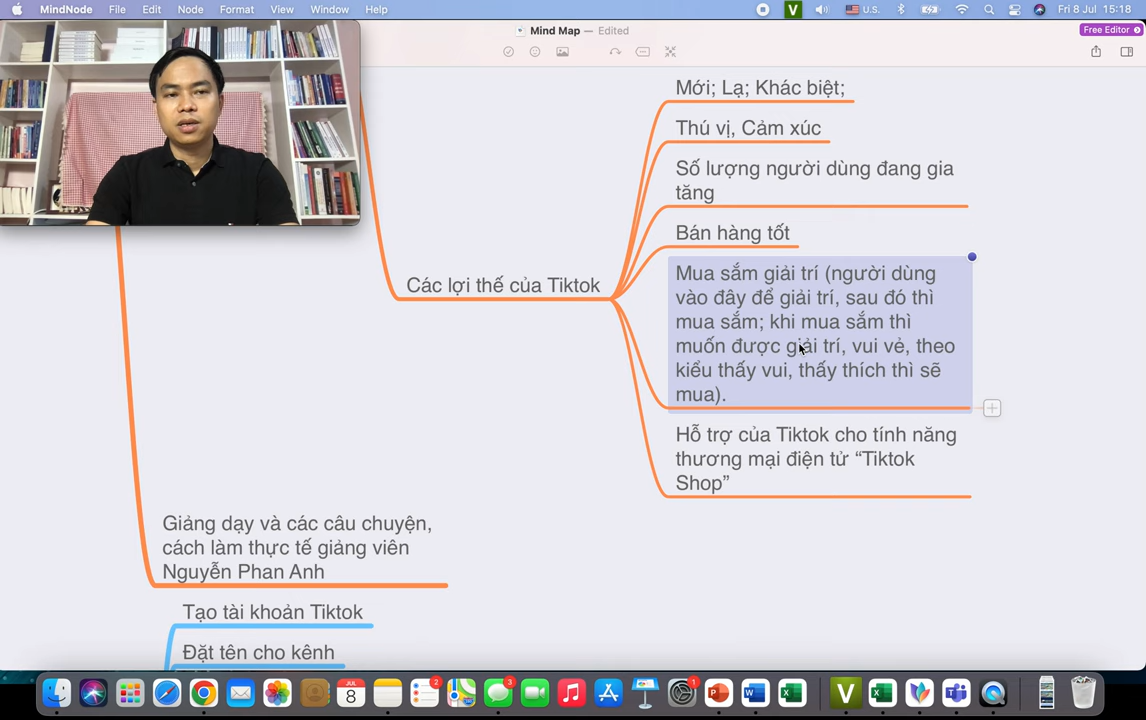 MindNode File Edit Node Format View Window Help
U.S.
Fri 8 Jul 15:18
Mind Map — Edited
Free Editor
Mới; Lạ; Khác biệt;
Thú vị, Cảm xúc
Số lượng người dùng đang gia
tăng
Bán hàng tốt
Các lợi thế của Tiktok
Mua sắm giải trí (người dùng
vào đây để giải trí, sau đó thì
mua sắm; khi mua sắm thì
muốn được giải trí, vui vẻ, theo
kiểu thấy vui, thấy thích thì sẽ
mua).
Hỗ trợ của Tiktok cho tính năng
thương mại điện tử “Tiktok
Shop”
Giảng dạy và các câu chuyện,
cách làm thực tế giảng viên
Nguyễn Phan Anh
Tạo tài khoản Tiktok
Đặt tên cho kênh
JUL
8
2
3
1